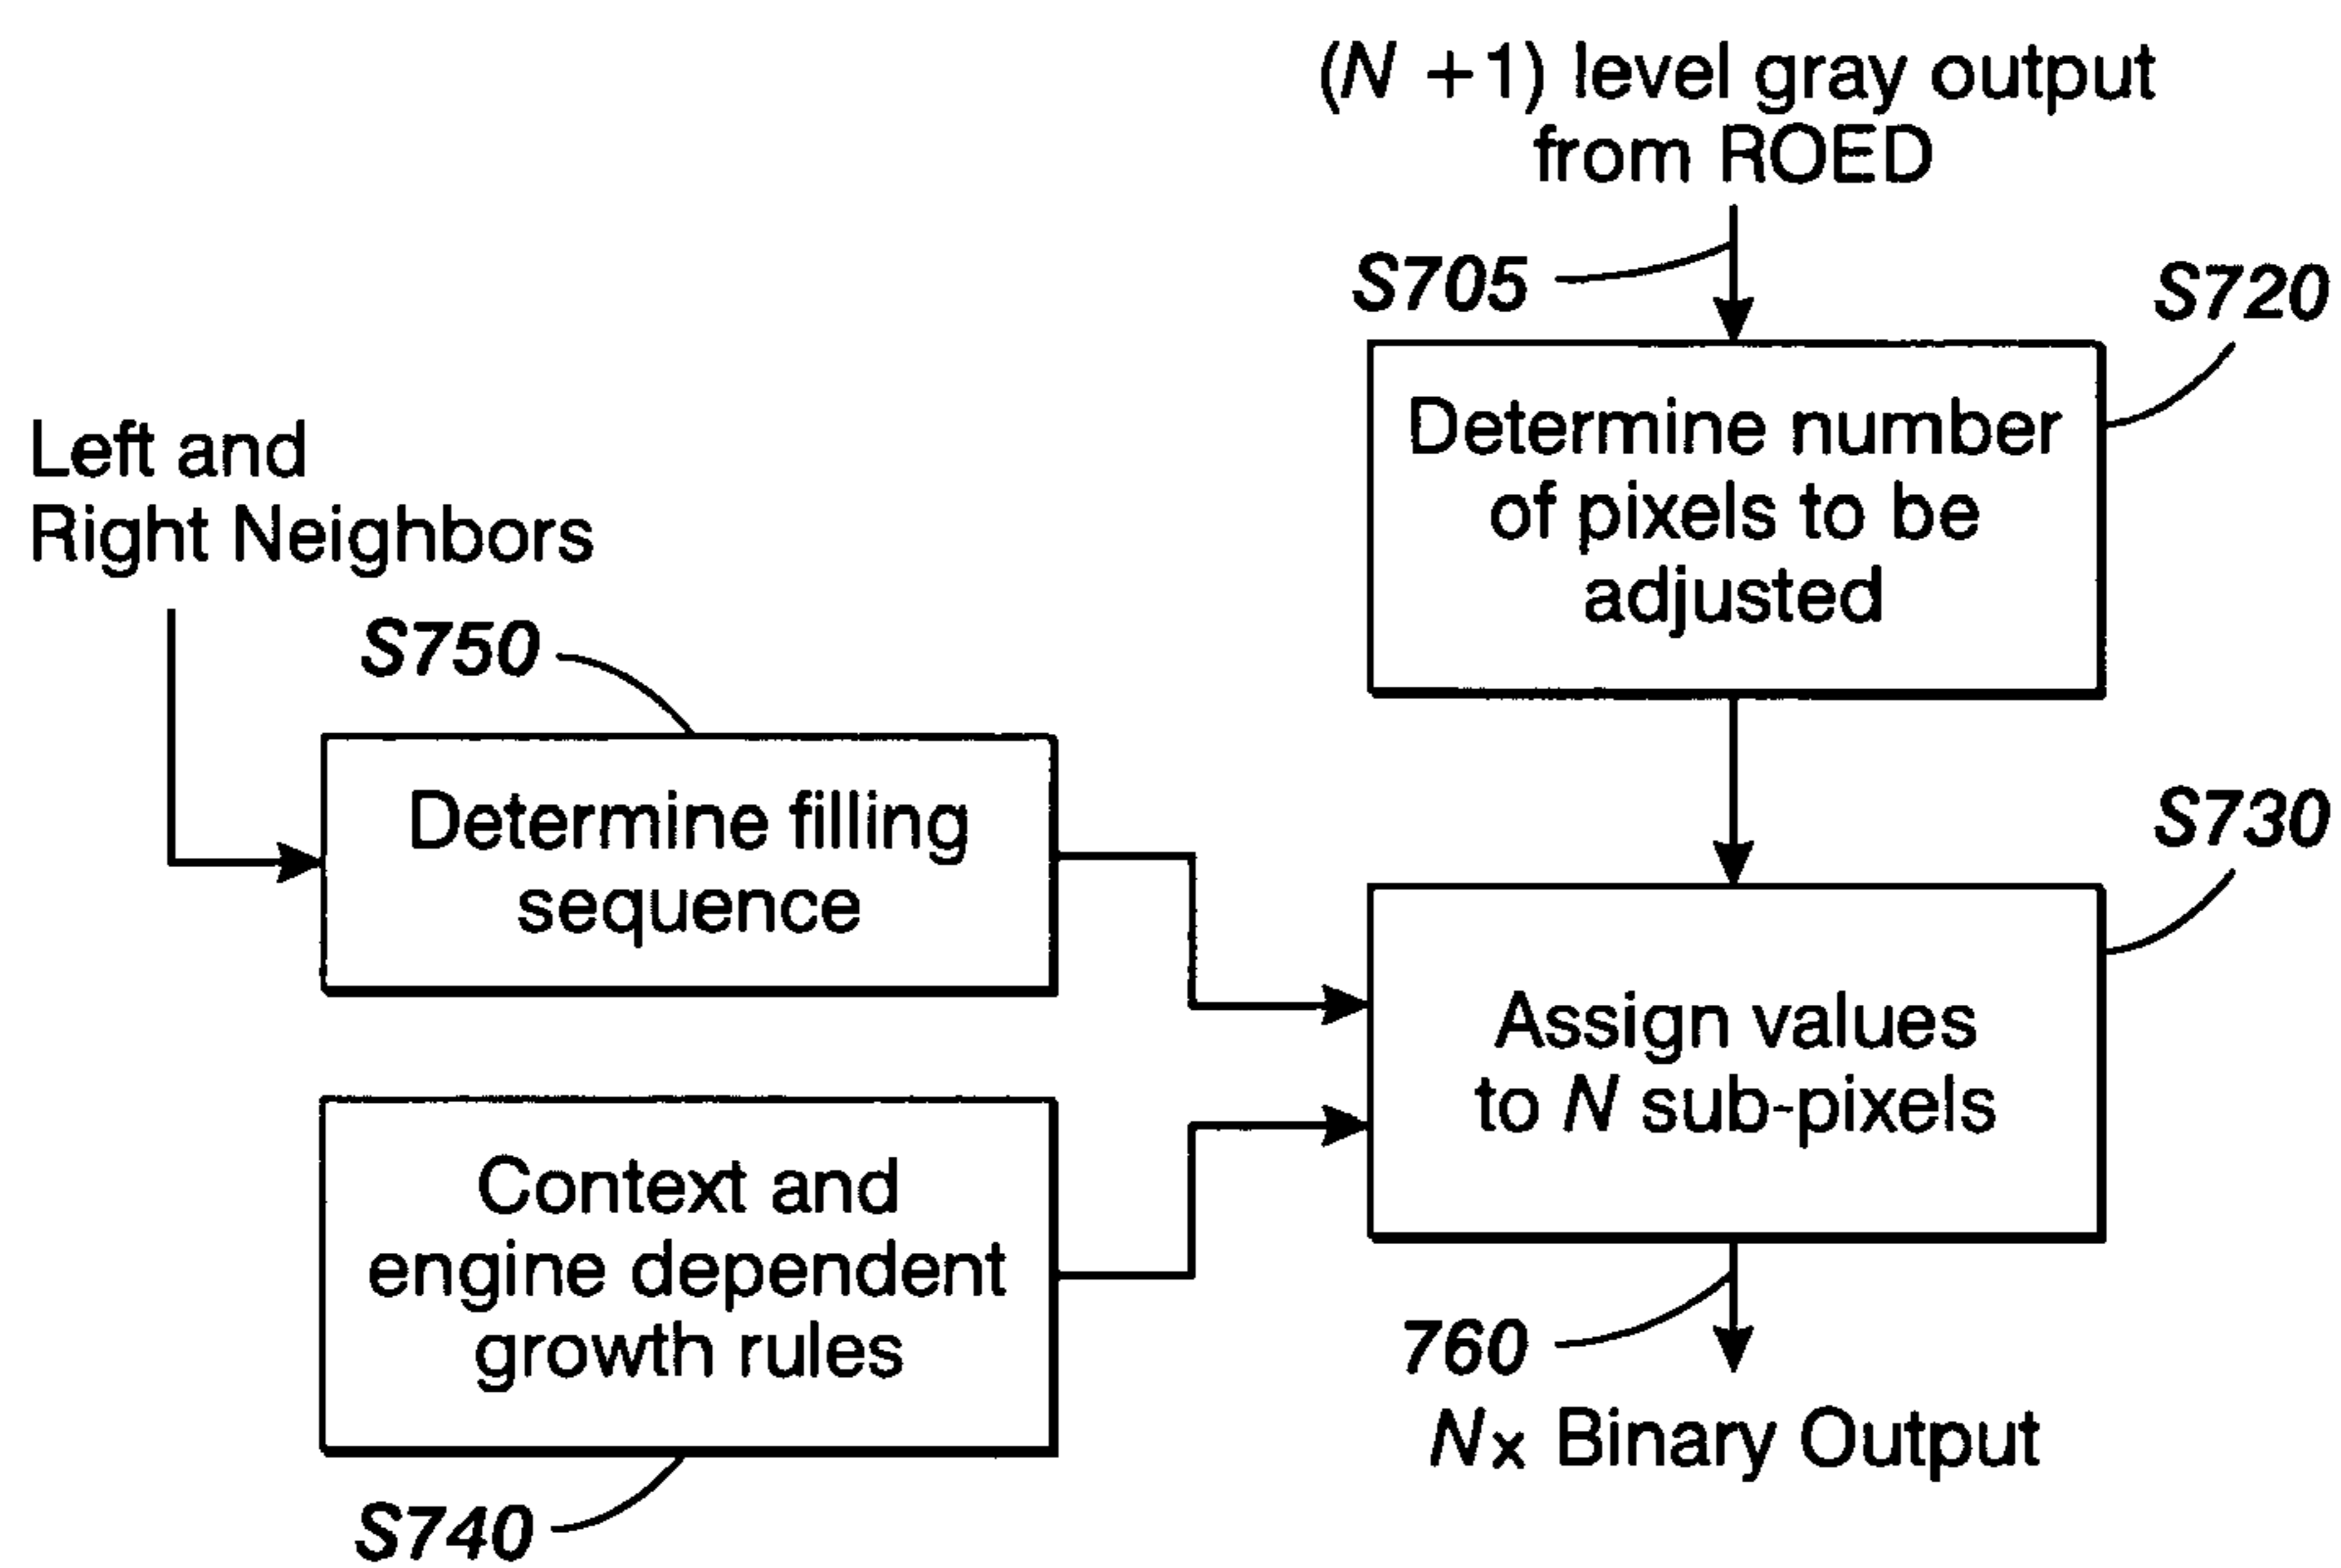 (N +1) level gray output
from ROED
S705
S720
Determine number
of pixels to be
adjusted
Left and
Right Neighbors
S750
Determine filling
sequence
S730
Assign values
to N sub-pixels
Context and
engine dependent
growth rules
S740
760
Nx Binary Output